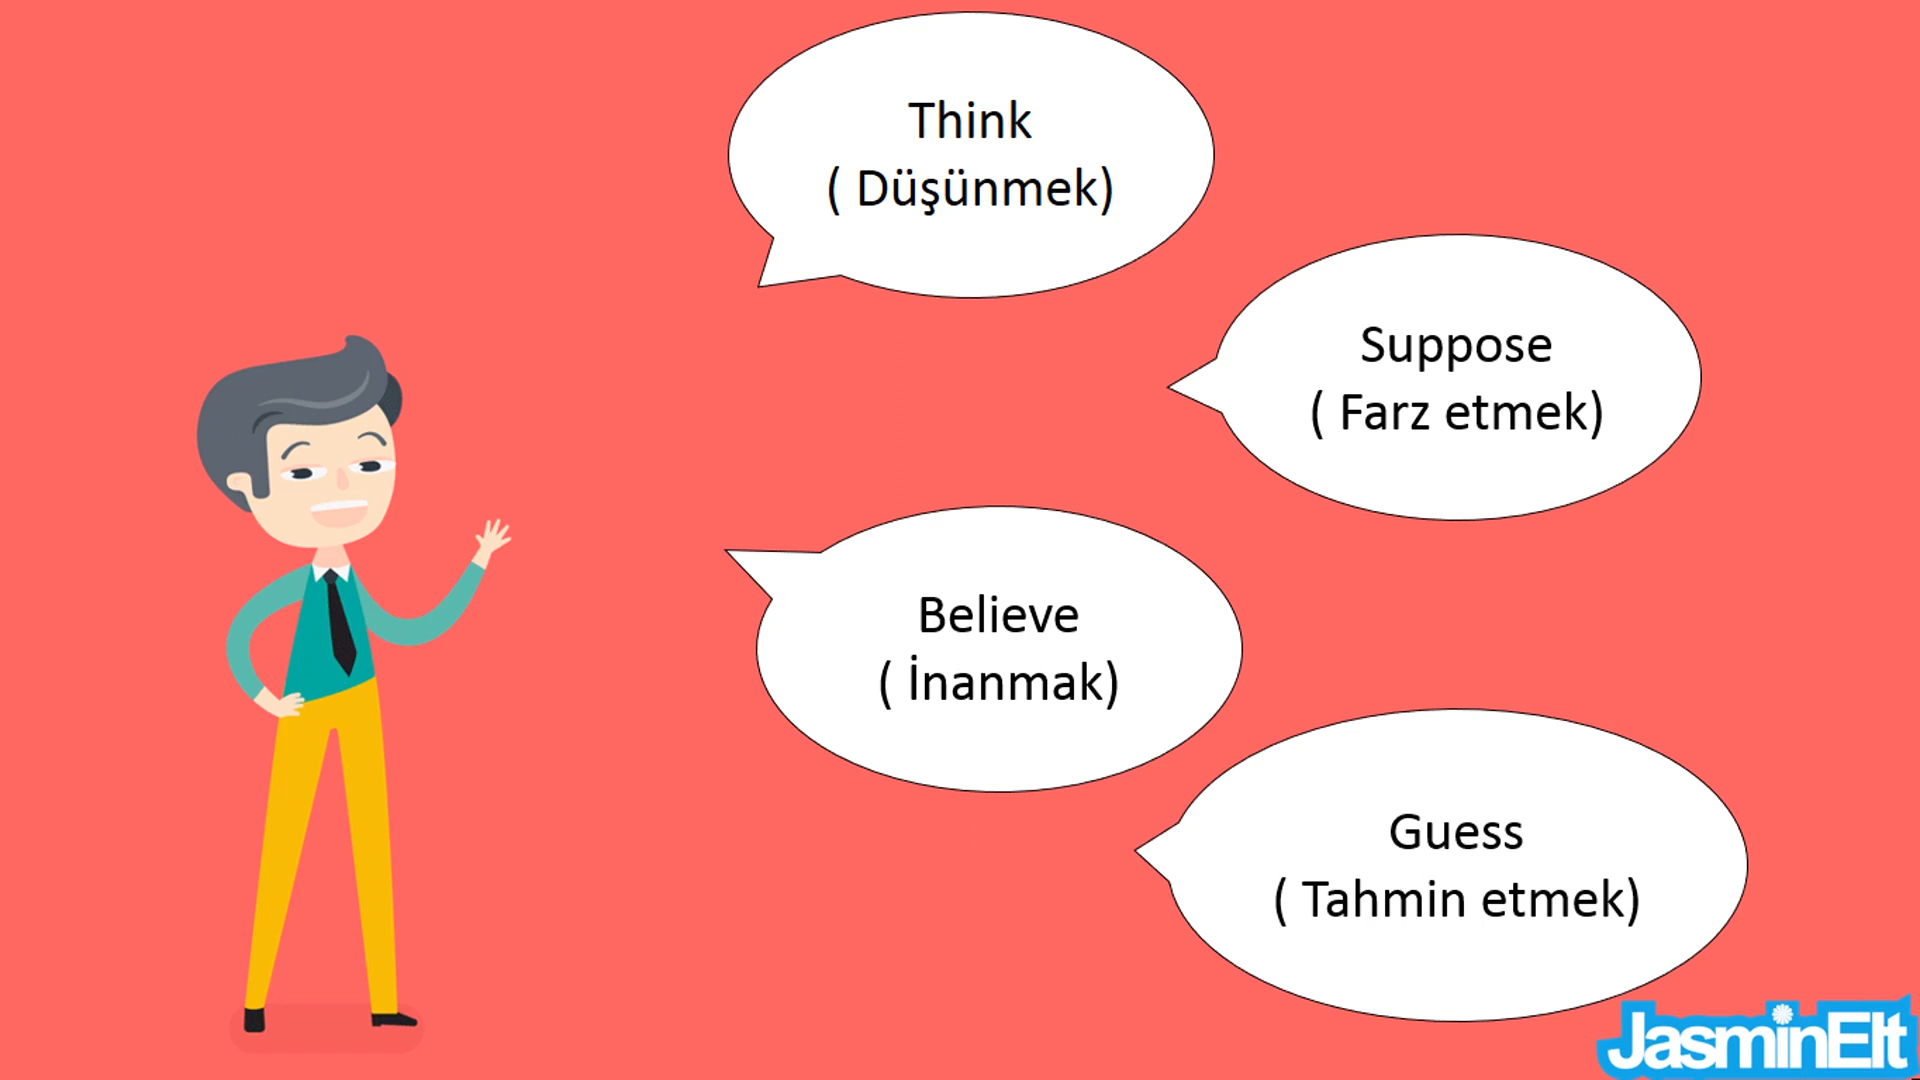 Think
( Düşünmek)
Suppose
( Farz etmek)
Believe
( İnanmak)
Guess
( Tahmin etmek)
JasminElt